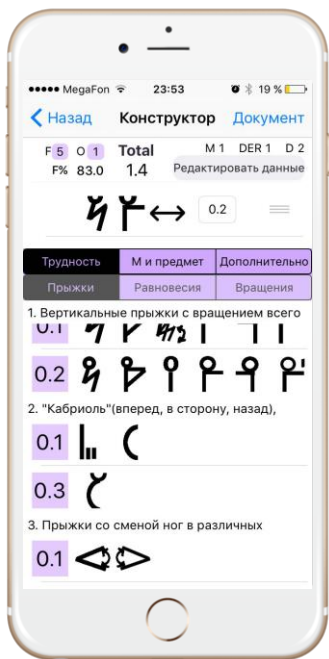 MegaFon 23:53 19 %
Назад Конструктор Документ
F 5 O 1 Total M 1 DER 1 D 2
F% 83.0 1.4 Редактировать данные
0.2
Трудность М и предмет Дополнительно
Прыжки Равновесия Вращения
1. Вертикальные прыжки с вращением всего
0.1
0.2
2. "Кабриоль"(вперед, в сторону, назад),
0.1
0.3
3. Прыжки со сменой ног в различных
0.1